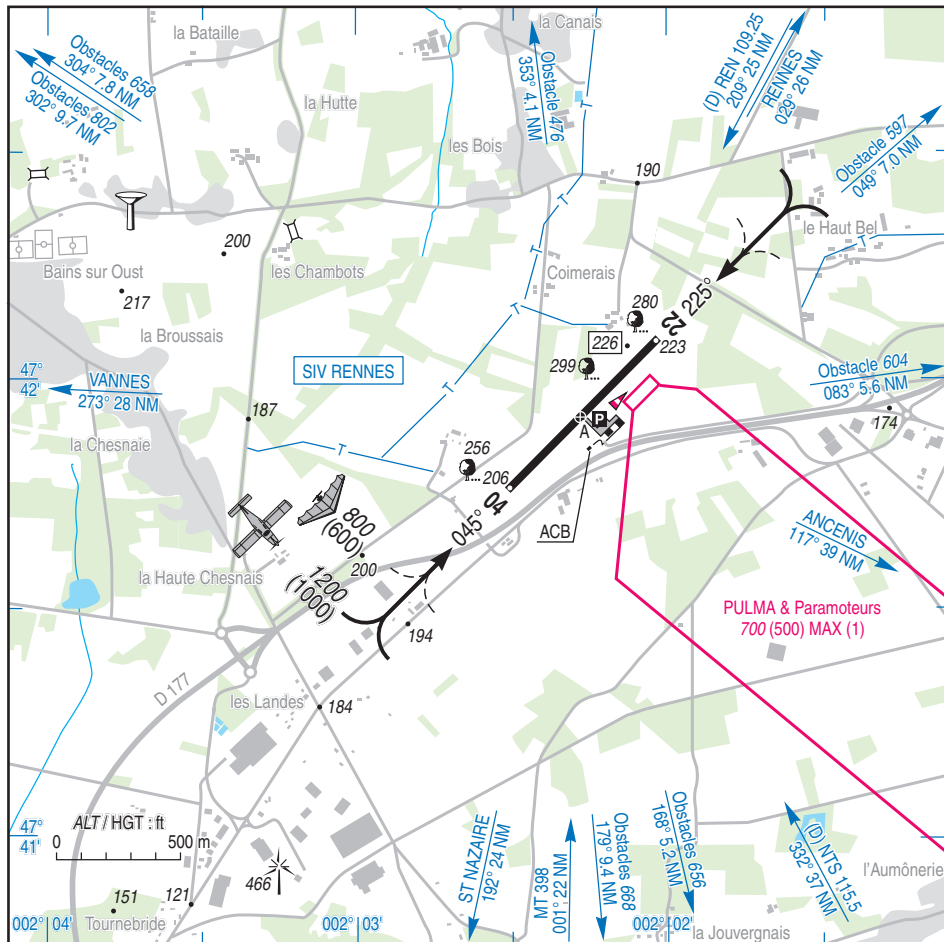 la Bataille
la Canais
Obstacles 658
304° 7.8 NM
Obstacles 802
302° 9.7 NM
Obstacle 476
353° 4.1 NM
(D) REN 109.25
209° 25 NM
RENNES
029° 26 NM
la Hutte
les Bois
Obstacle 597
049° 7.0 NM
190
T
T
200
le Haut Bel
T
Bains sur Oust
les Chambots
Coimerais
217
T
225°
280
22
la Broussais
226
223
T
47°
42'
VANNES
273° 28 NM
SIV RENNES
299
Obstacle 604
083° 5.6 NM
187
P
A
174
la Chesnaie
T
256
206
04
045°
ACB
800
(600)
ANCENIS
117° 39 NM
la Haute Chesnais
1200
(1000)
200
PULMA & Paramoteurs
700 (500) MAX (1)
194
D 177
les Landes
184
47°
41'
ALT / HGT : ft
0 500 m
ST NAZAIRE
192° 24 NM
MT 398
001° 22 NM
Obstacles 668
179° 9.4 NM
Obstacles 656
168° 5.2 NM
(D) NTS 115.5
332° 37 NM
l'Aumônerie
466
151
121
Tournebride
002° 04'
002° 03'
002° 02'
la Jouvergnais